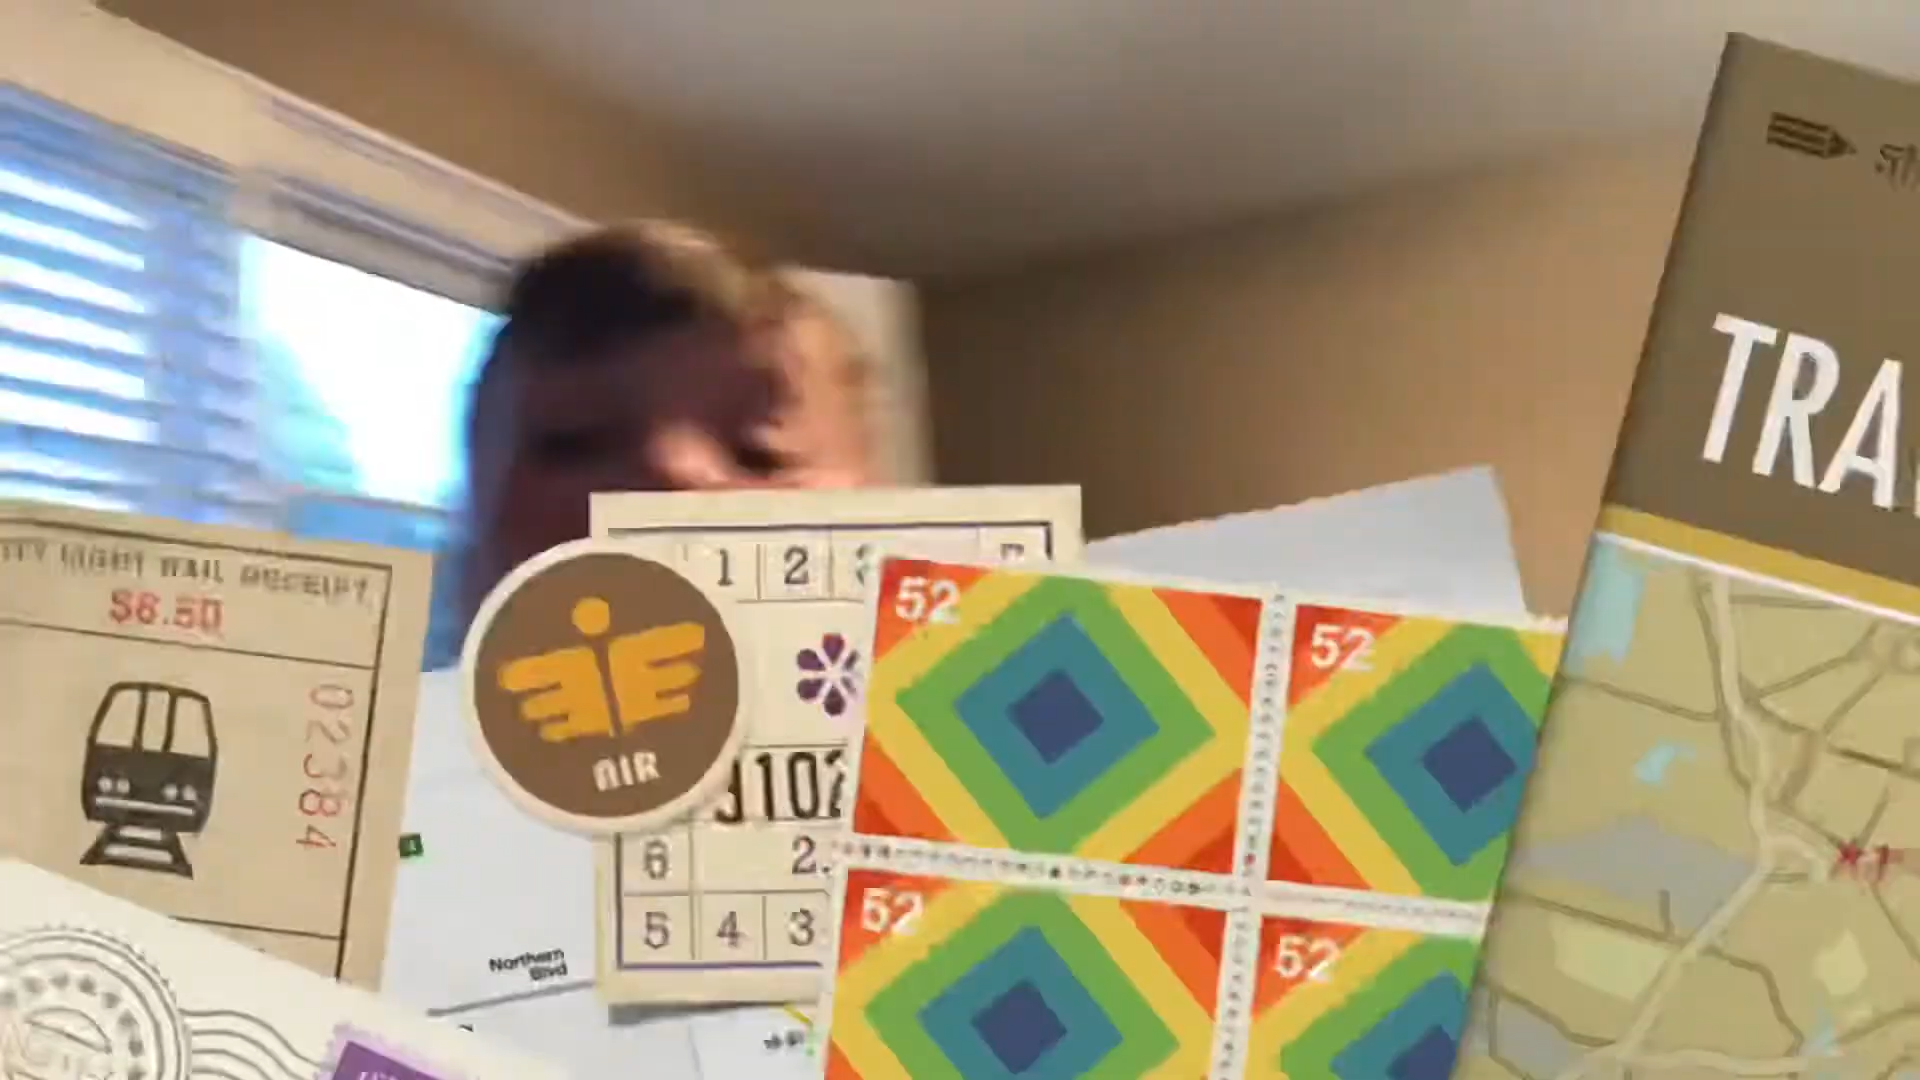 LIGHT RAIL RECEIPT
$6.50
02384
AIR
1 2
J102
6 2.
5 4 3
52
52
52
52
Northern
Blvd
TRA